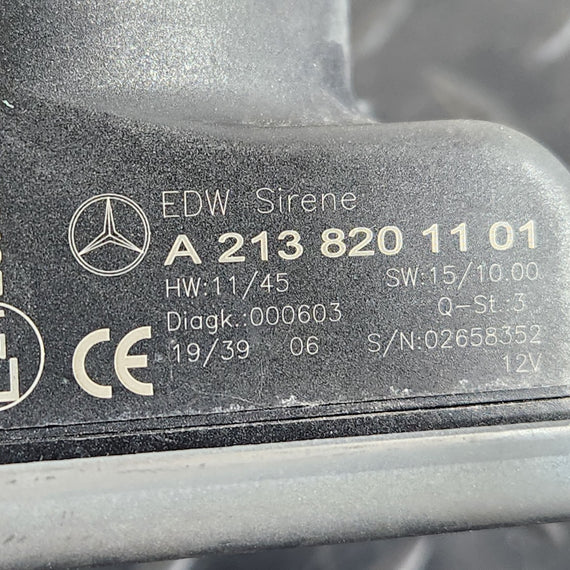 EDW Sirene
A 213 820 11 01
HW:11/45 SW:15/10.00
Diagk.:000603 Q-St.:3
19/39 06 S/N:02658352
12V
CE